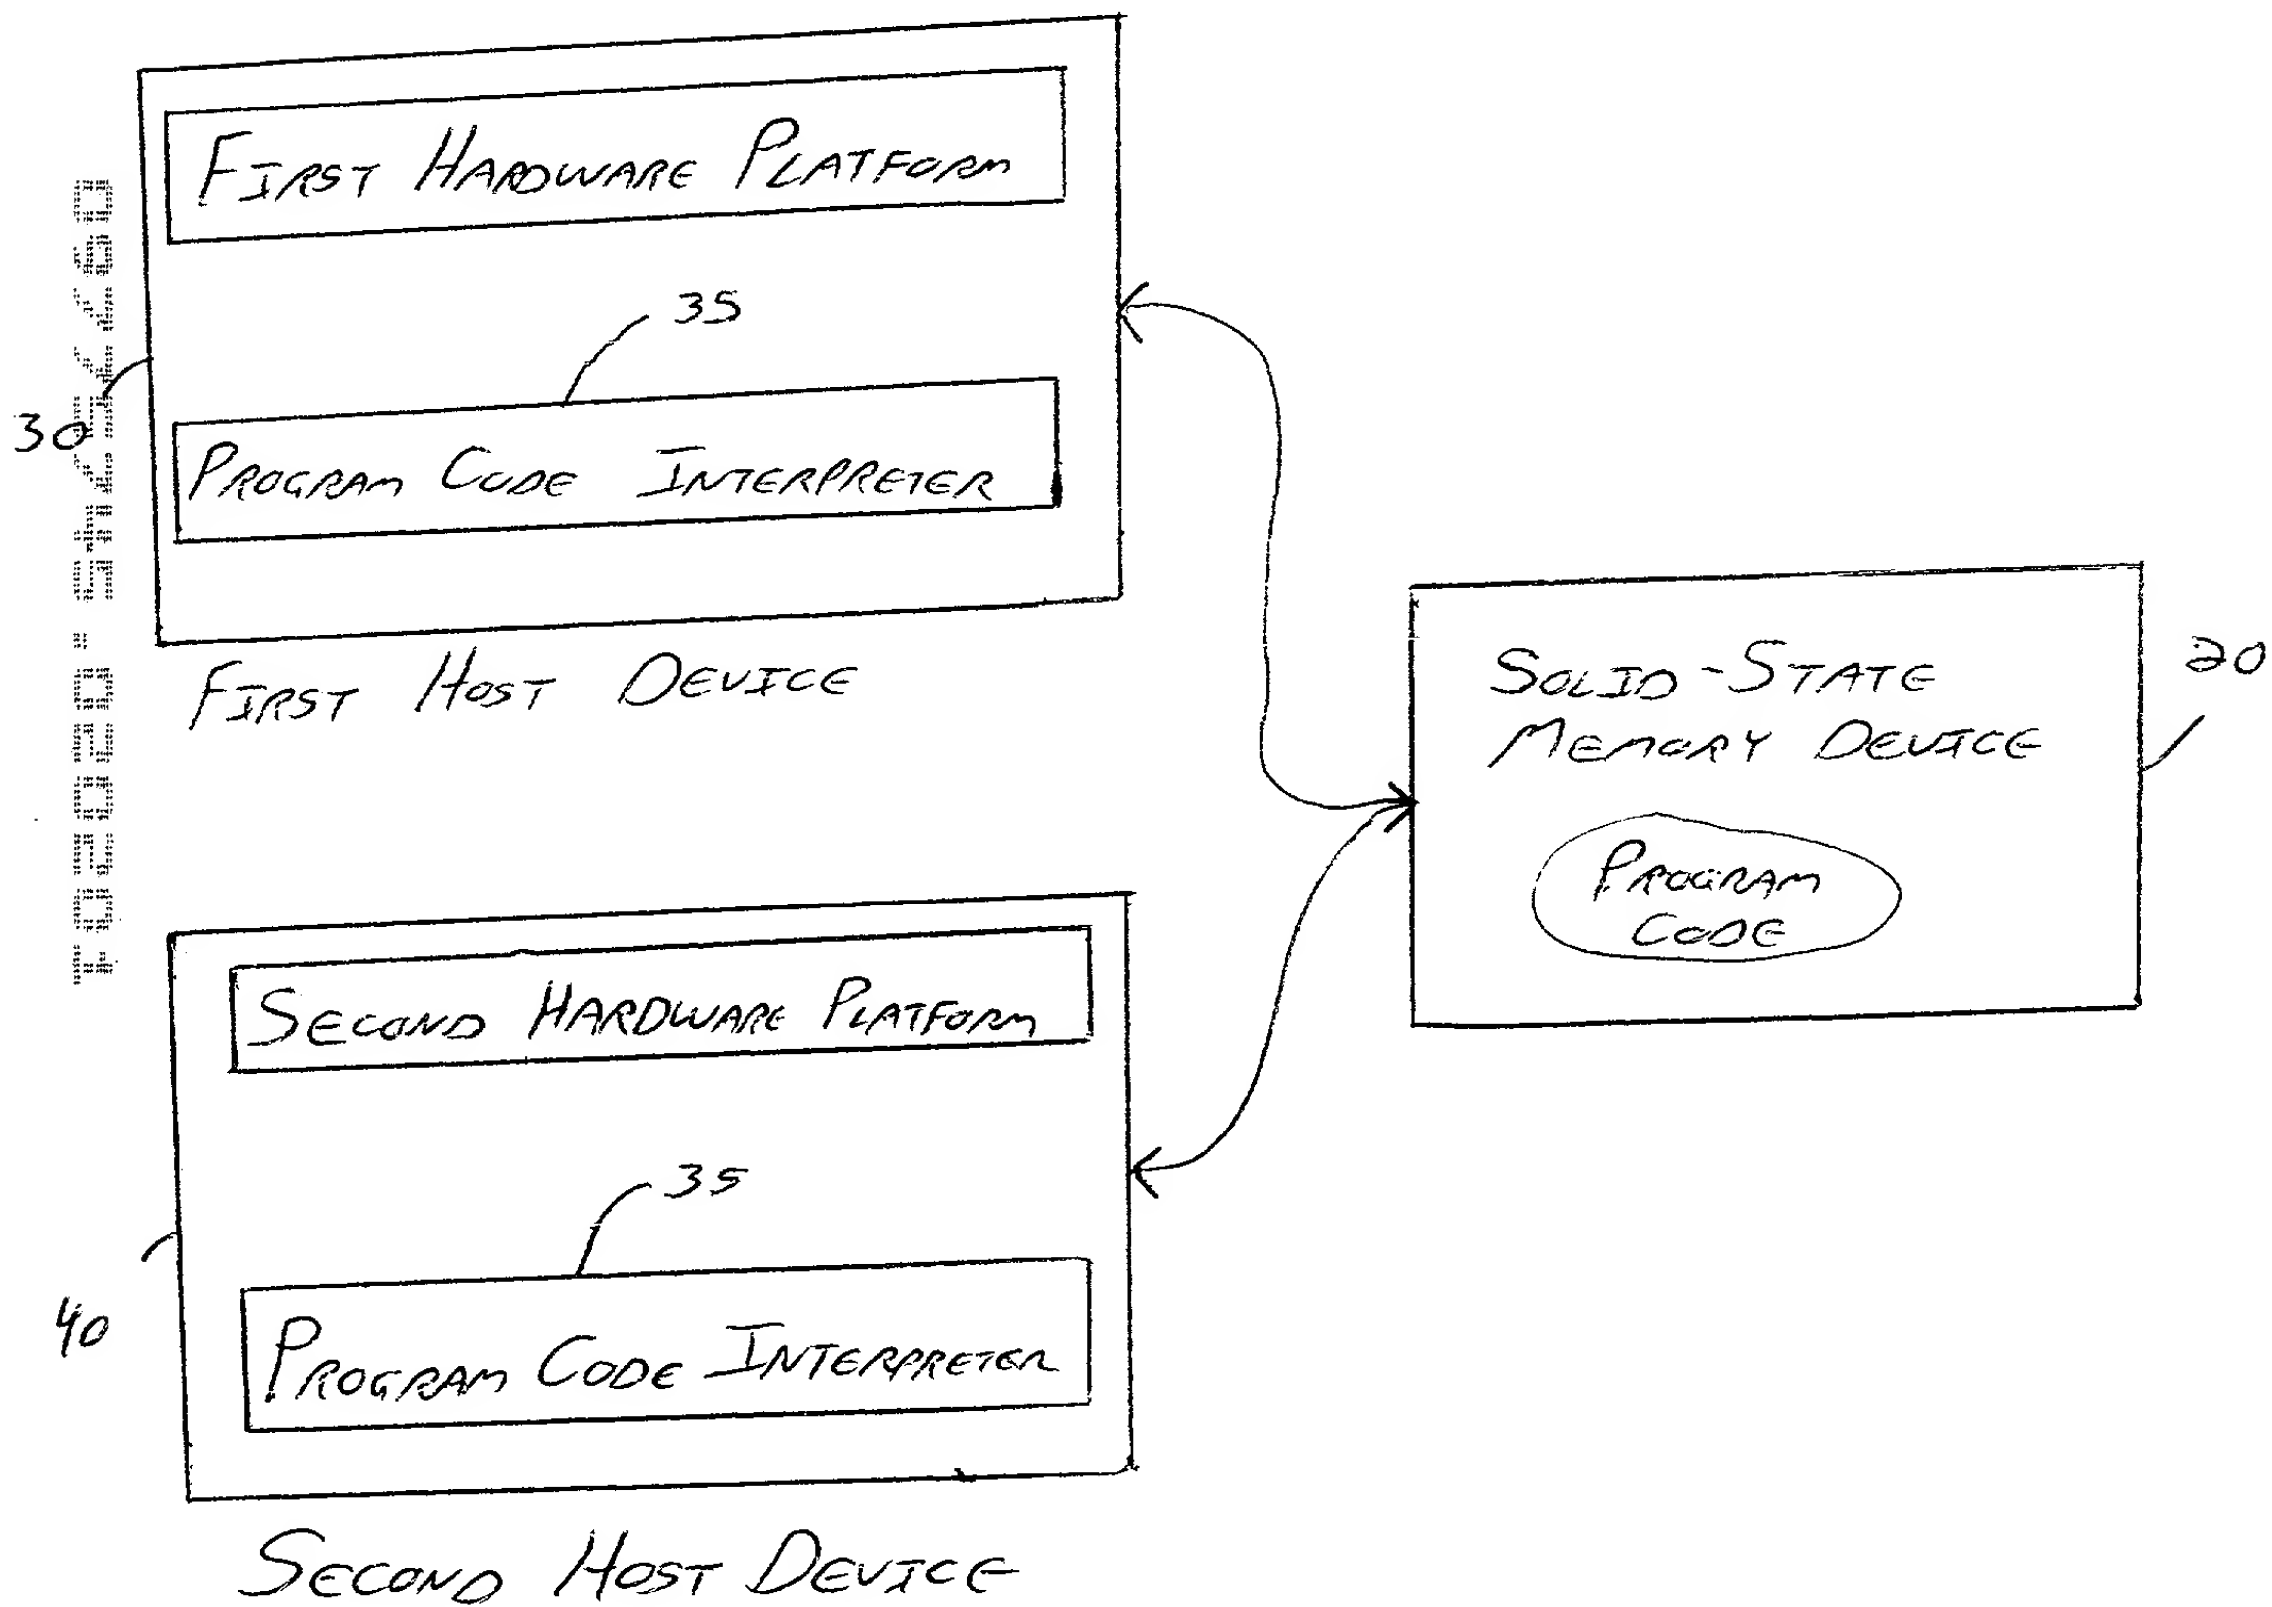 FIRST HARDWARE PLATFORM
35
30
PROGRAM CODE INTERPRETER
FIRST HOST DEVICE
SOLID-STATE
MEMORY DEVICE
20
PROGRAM
CODE
SECOND HARDWARE PLATFORM
35
40
PROGRAM CODE INTERPRETER
SECOND HOST DEVICE